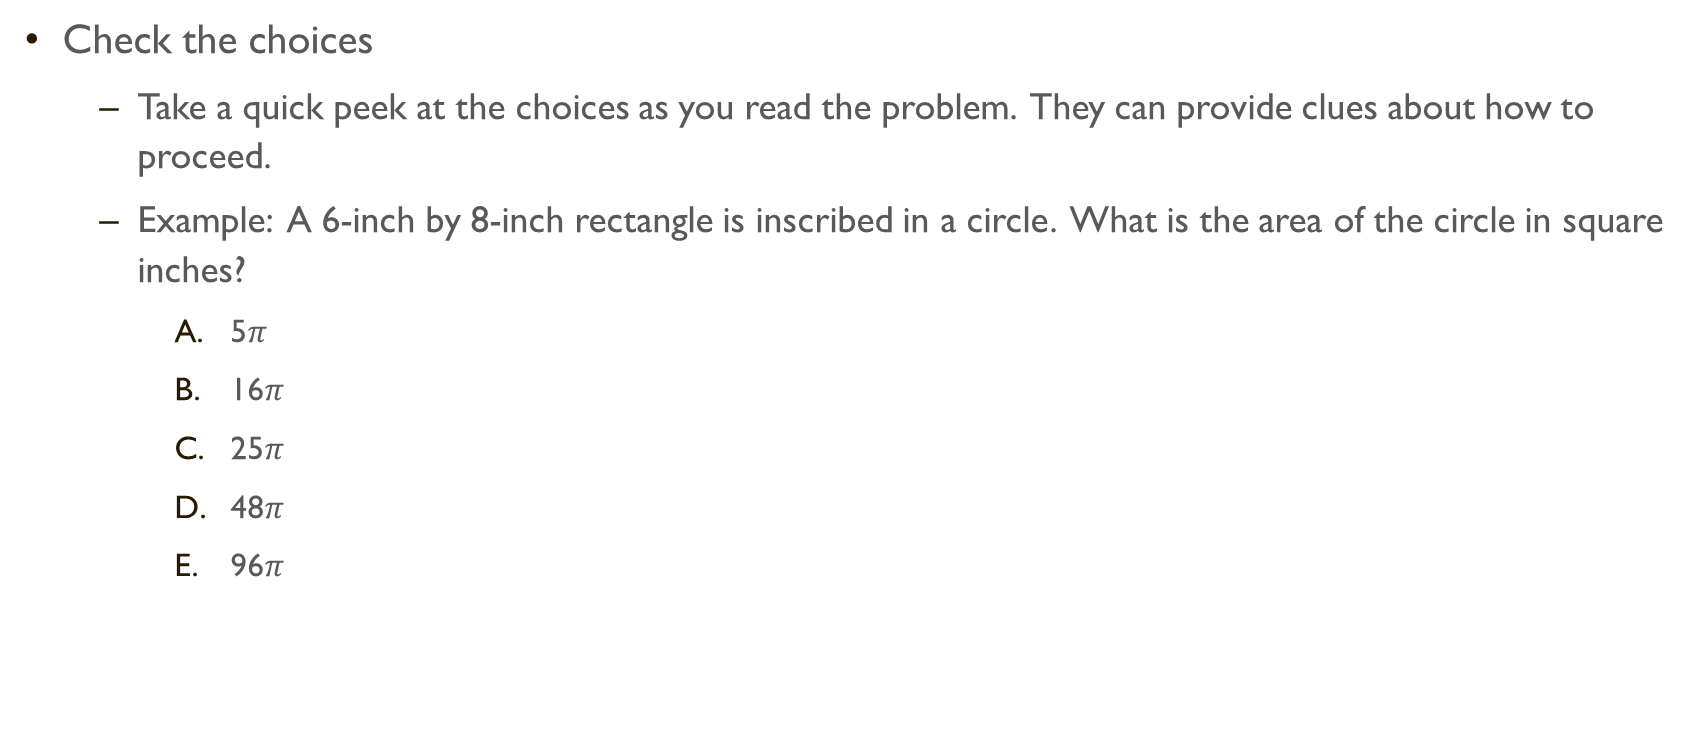 • Check the choices
– Take a quick peek at the choices as you read the problem. They can provide clues about how to
proceed.
– Example: A 6-inch by 8-inch rectangle is inscribed in a circle. What is the area of the circle in square
inches?
A. 5𝜋
B. 16𝜋
C. 25𝜋
D. 48𝜋
E. 96𝜋